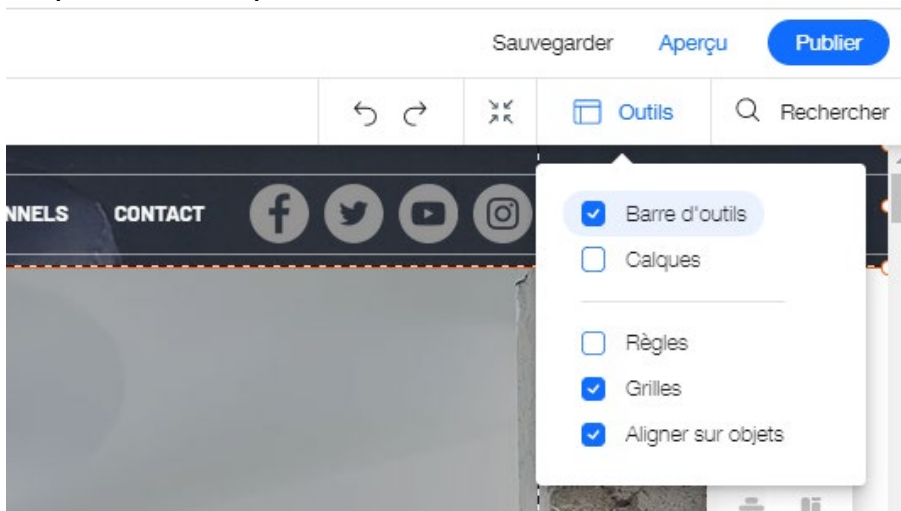 Sauvegarder Aperçu Publier
Outils Rechercher
NNELS CONTACT
Barre d'outils
Calques
Règles
Grilles
Aligner sur objets